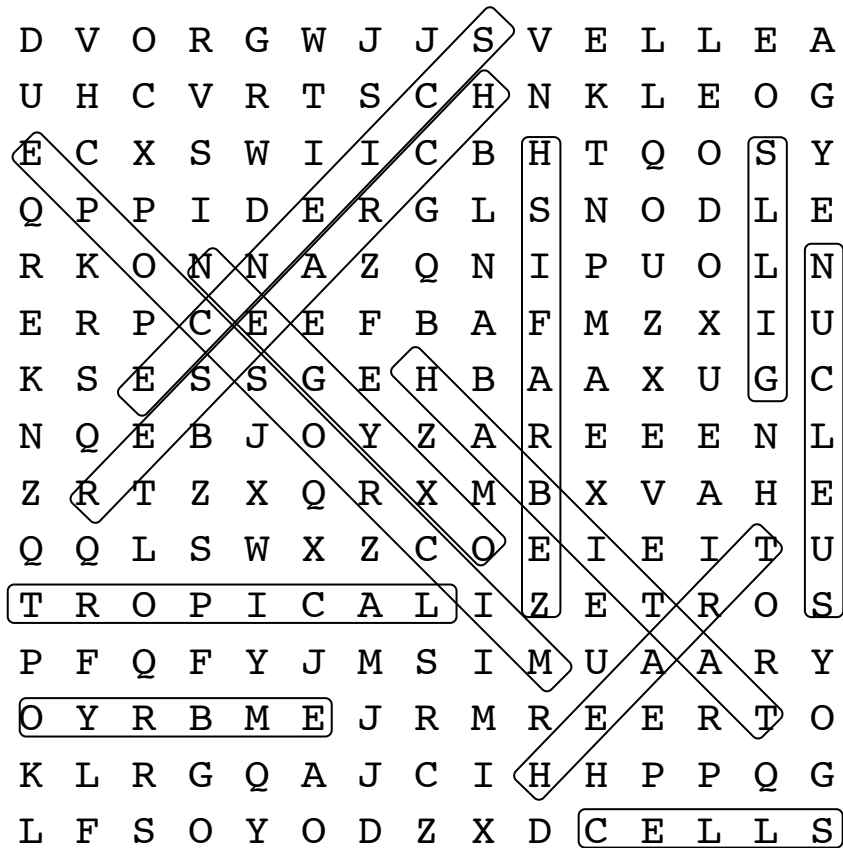 D V O R G W J J S V E L L E A
U H C V R T S C H N K L E O G
E C X S W I I C B H T Q O S Y
Q P P I D E R G L S N O D L E
R K O N N A Z Q N I P U O L N
E R P C E E F B A F M Z X I U
K S E S S G E H B A A X U G C
N Q E B J O Y Z A R E E E N L
Z R T Z X Q R X M B X V A H E
Q Q L S W X Z C O E I E I T U
T R O P I C A L I Z E T R O S
P F Q F Y J M S I M U A A R Y
O Y R B M E J R M R E E R T O
K L R G Q A J C I H H P P Q G
L F S O Y O D Z X D C E L L S